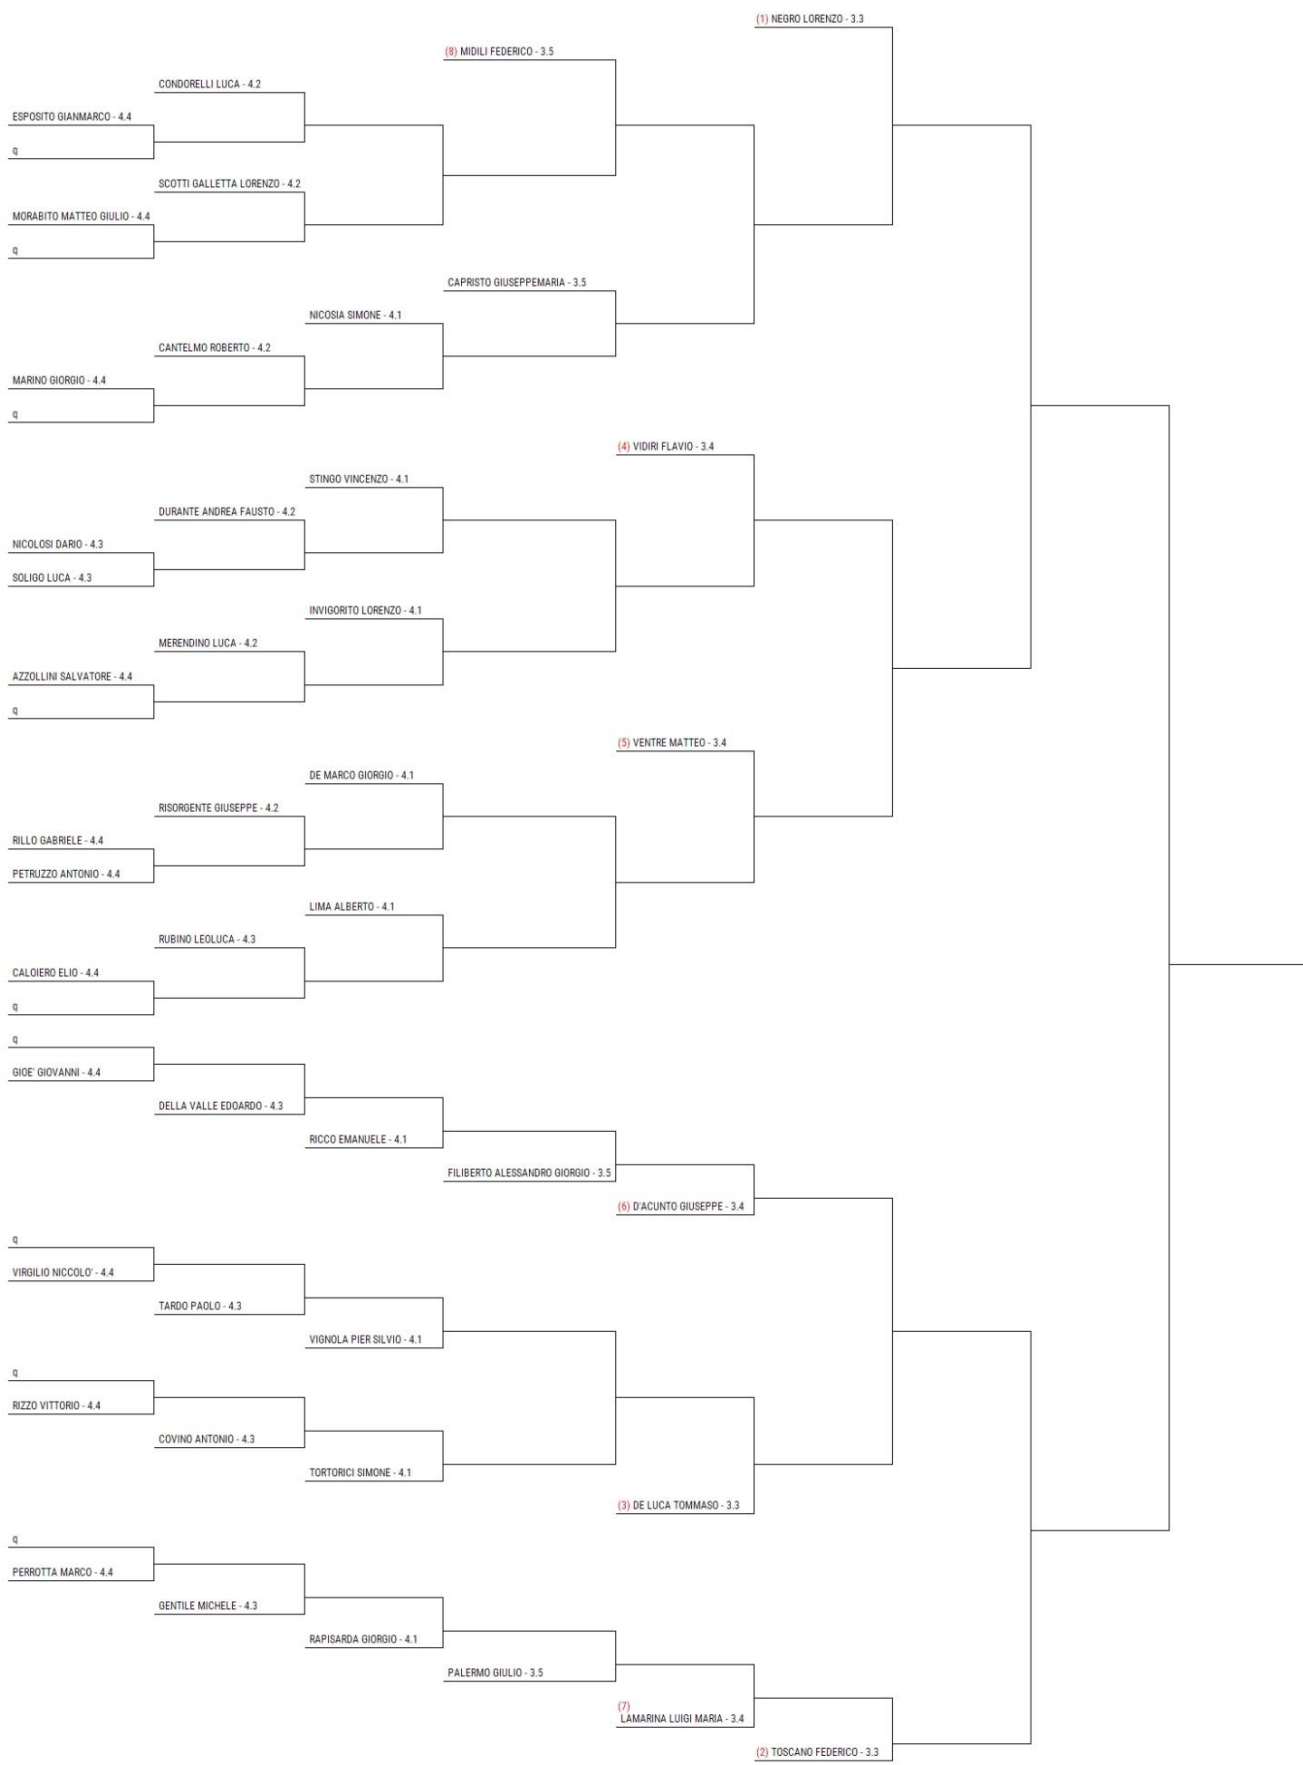 (1) NEGRO LORENZO - 3.3
(8) MIDILI FEDERICO - 3.5
CONDORELLI LUCA - 4.2
ESPOSITO GIANMARCO - 4.4
q
SCOTTI GALLETTA LORENZO - 4.2
MORABITO MATTEO GIULIO - 4.4
q
CAPRISTO GIUSEPPEMARIA - 3.5
NICOSIA SIMONE - 4.1
CANTELMO ROBERTO - 4.2
MARINO GIORGIO - 4.4
q
(4) VIDIRI FLAVIO - 3.4
STINGO VINCENZO - 4.1
DURANTE ANDREA FAUSTO - 4.2
NICOLOSI DARIO - 4.3
SOLIGO LUCA - 4.3
INVIGORITO LORENZO - 4.1
MERENDINO LUCA - 4.2
AZZOLLINI SALVATORE - 4.4
q
(5) VENTRE MATTEO - 3.4
DE MARCO GIORGIO - 4.1
RISORGENTE GIUSEPPE - 4.2
RILLO GABRIELE - 4.4
PETRUZZO ANTONIO - 4.4
LIMA ALBERTO - 4.1
RUBINO LEOLUCA - 4.3
CALOIERO ELIO - 4.4
q
q
GIOE' GIOVANNI - 4.4
DELLA VALLE EDOARDO - 4.3
RICCO EMANUELE - 4.1
FILIBERTO ALESSANDRO GIORGIO - 3.5
(6) D'ACUNTO GIUSEPPE - 3.4
q
VIRGILIO NICCOLO' - 4.4
TARDO PAOLO - 4.3
VIGNOLA PIER SILVIO - 4.1
q
RIZZO VITTORIO - 4.4
COVINO ANTONIO - 4.3
TORTORICI SIMONE - 4.1
(3) DE LUCA TOMMASO - 3.3
q
PERROTTA MARCO - 4.4
GENTILE MICHELE - 4.3
RAPISARDA GIORGIO - 4.1
PALERMO GIULIO - 3.5
(7)
LAMARINA LUIGI MARIA - 3.4
(2) TOSCANO FEDERICO - 3.3